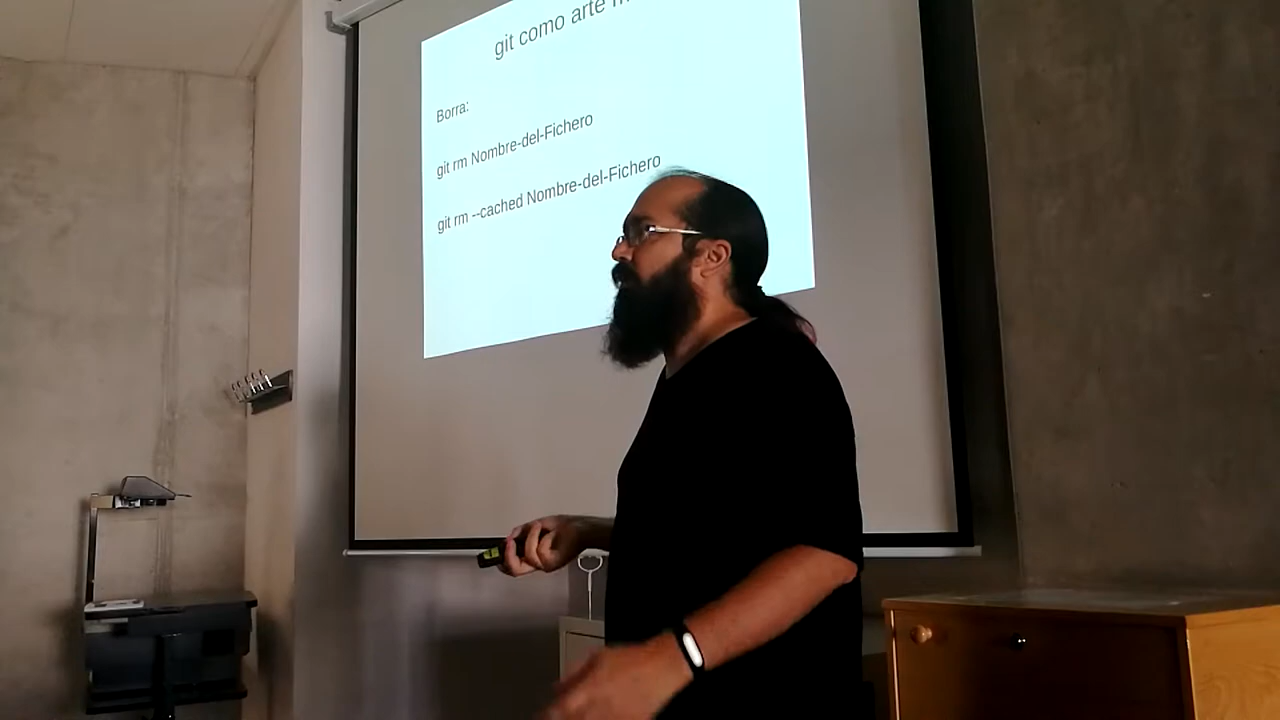 git como arte
Borra:
git rm Nombre-del-Fichero
git rm --cached Nombre-del-Fichero